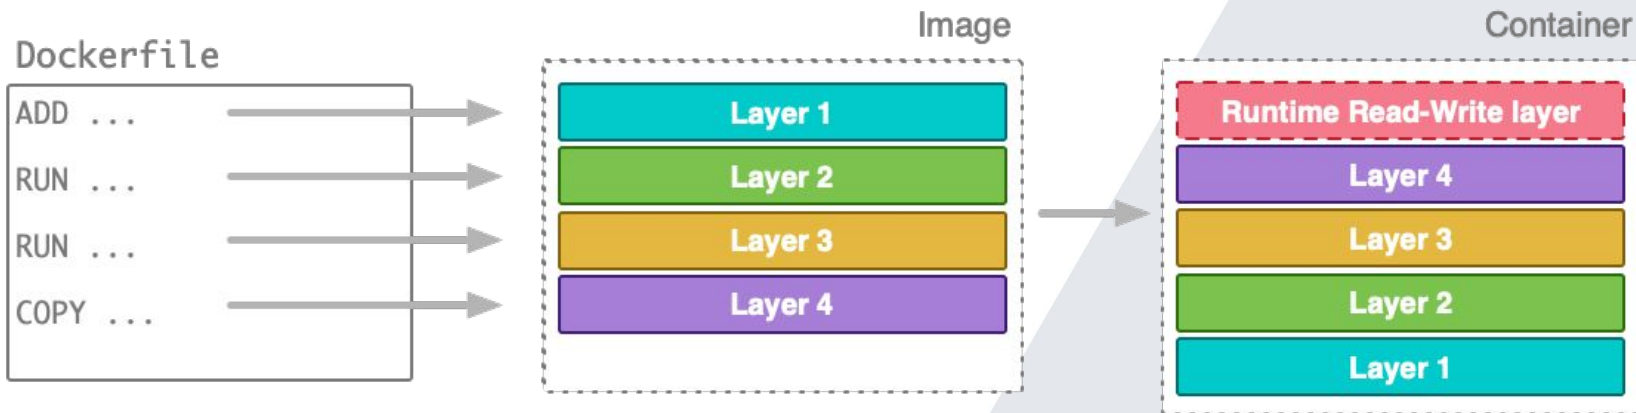 Dockerfile
ADD ...
RUN ...
RUN ...
COPY ...
Image
Layer 1
Layer 2
Layer 3
Layer 4
Container
Runtime Read-Write layer
Layer 4
Layer 3
Layer 2
Layer 1